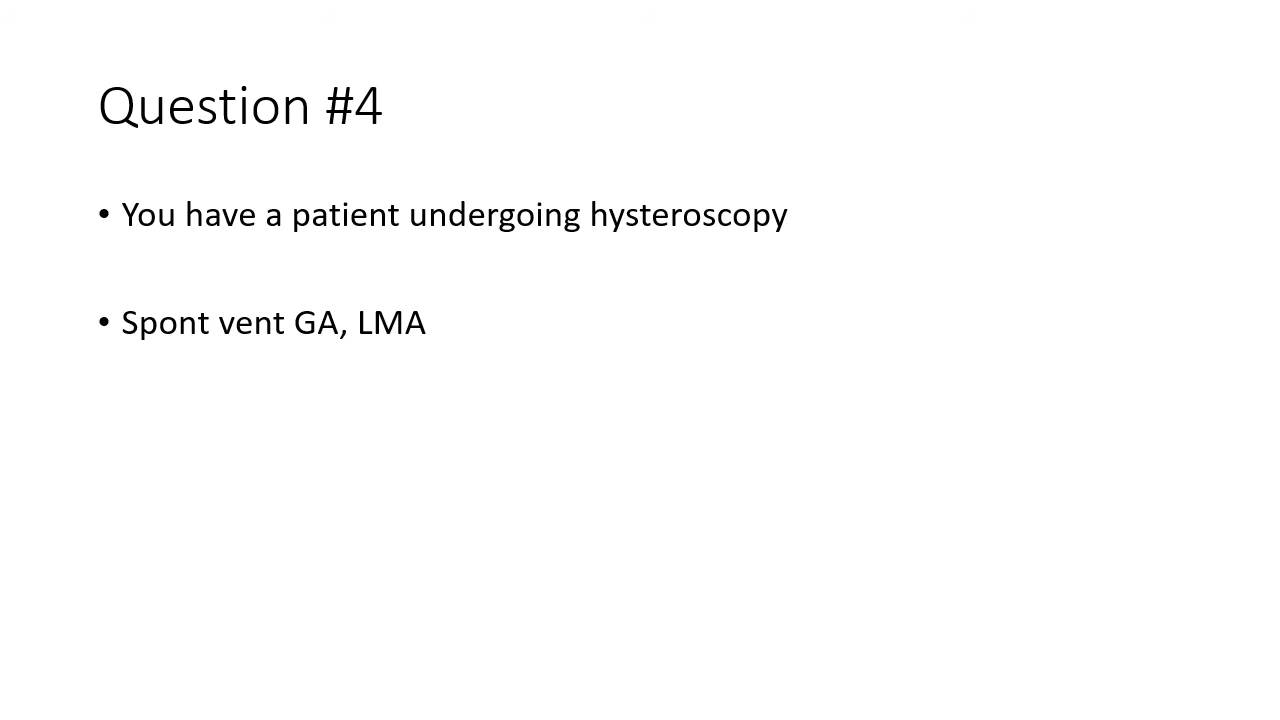 Question #4
• You have a patient undergoing hysteroscopy
• Spont vent GA, LMA